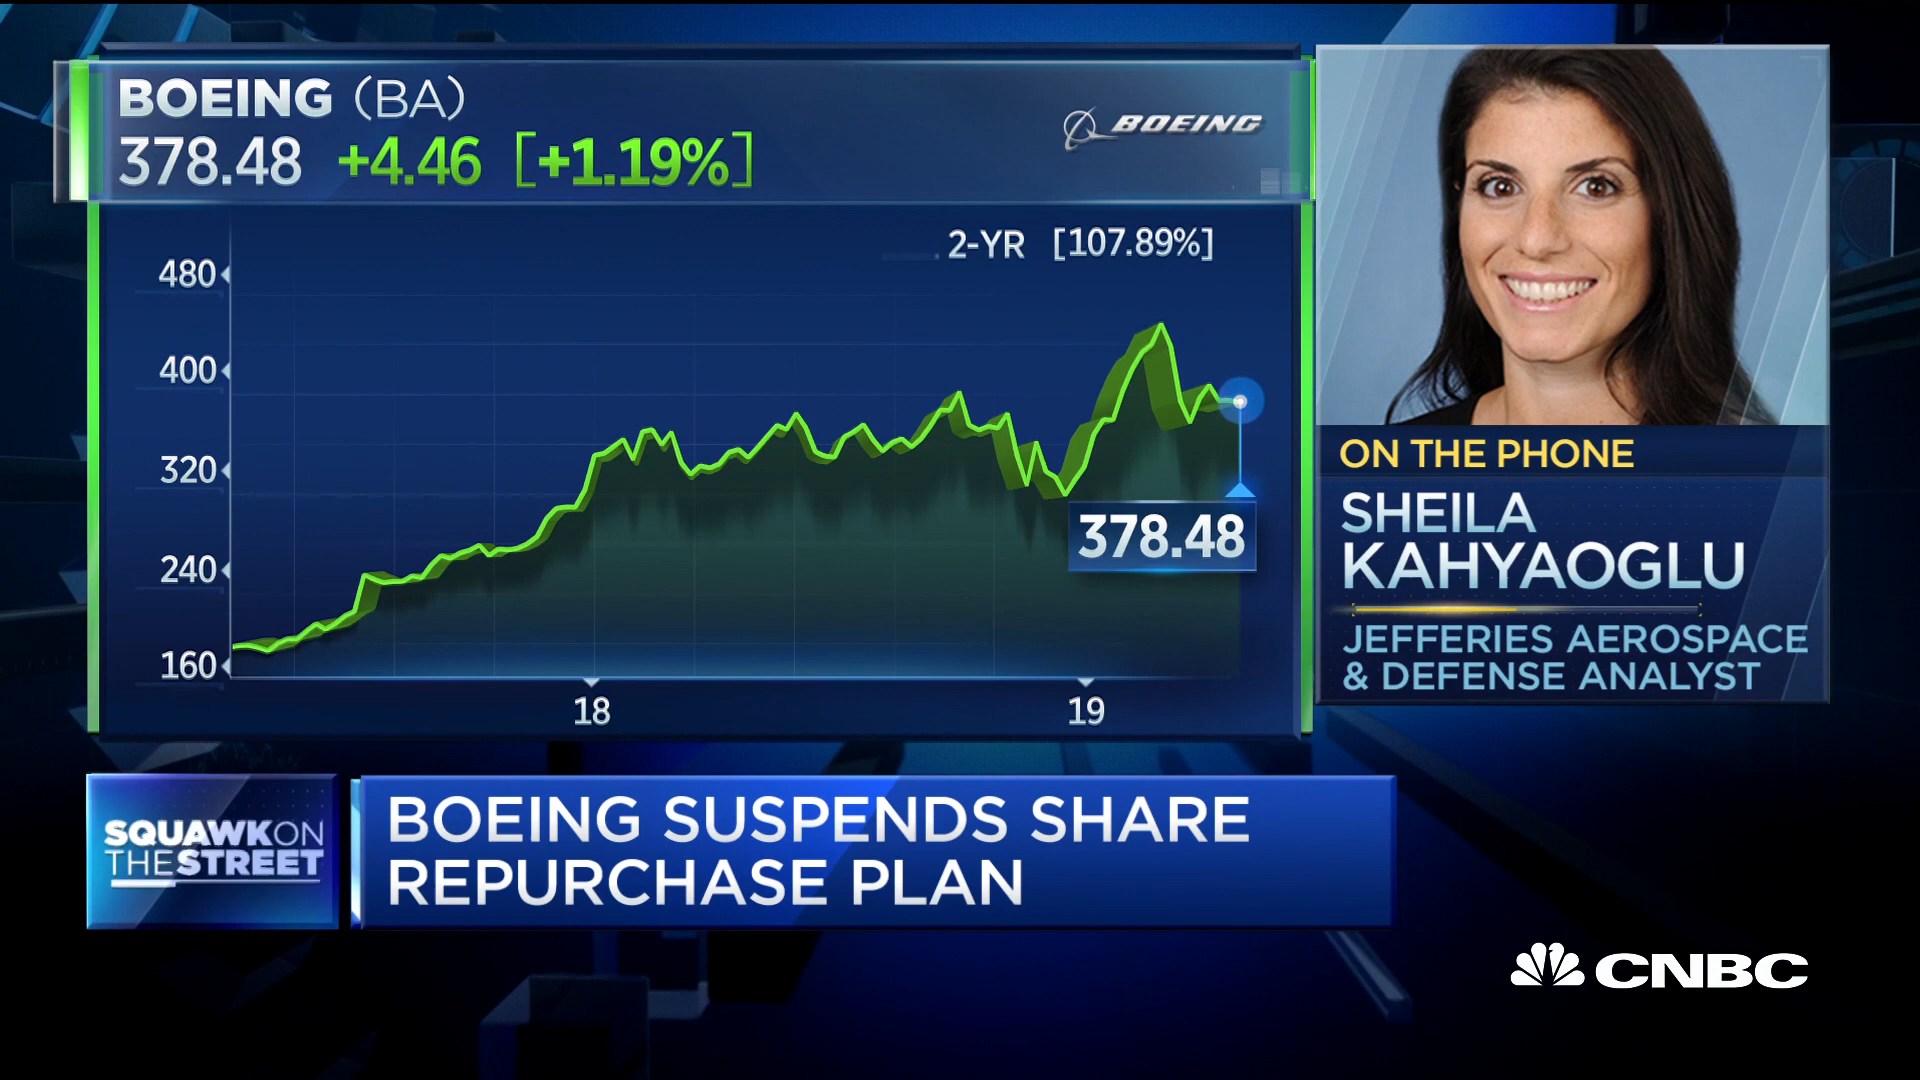 BOEING (BA)
378.48 +4.46 [+1.19%]
BOEING
2-YR [107.89%]
480
400
320
240
160
378.48
18
19
ON THE PHONE
SHEILA
KAHYAOGLU
JEFFERIES AEROSPACE
& DEFENSE ANALYST
SQUAWK ON
THE STREET
BOEING SUSPENDS SHARE
REPURCHASE PLAN
CNBC